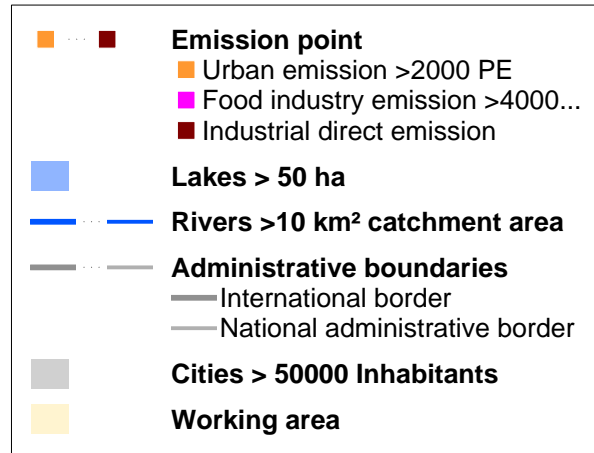 Emission point
Urban emission >2000 PE
Food industry emission >4000...
Industrial direct emission
Lakes > 50 ha
Rivers >10 km² catchment area
Administrative boundaries
International border
National administrative border
Cities > 50000 Inhabitants
Working area